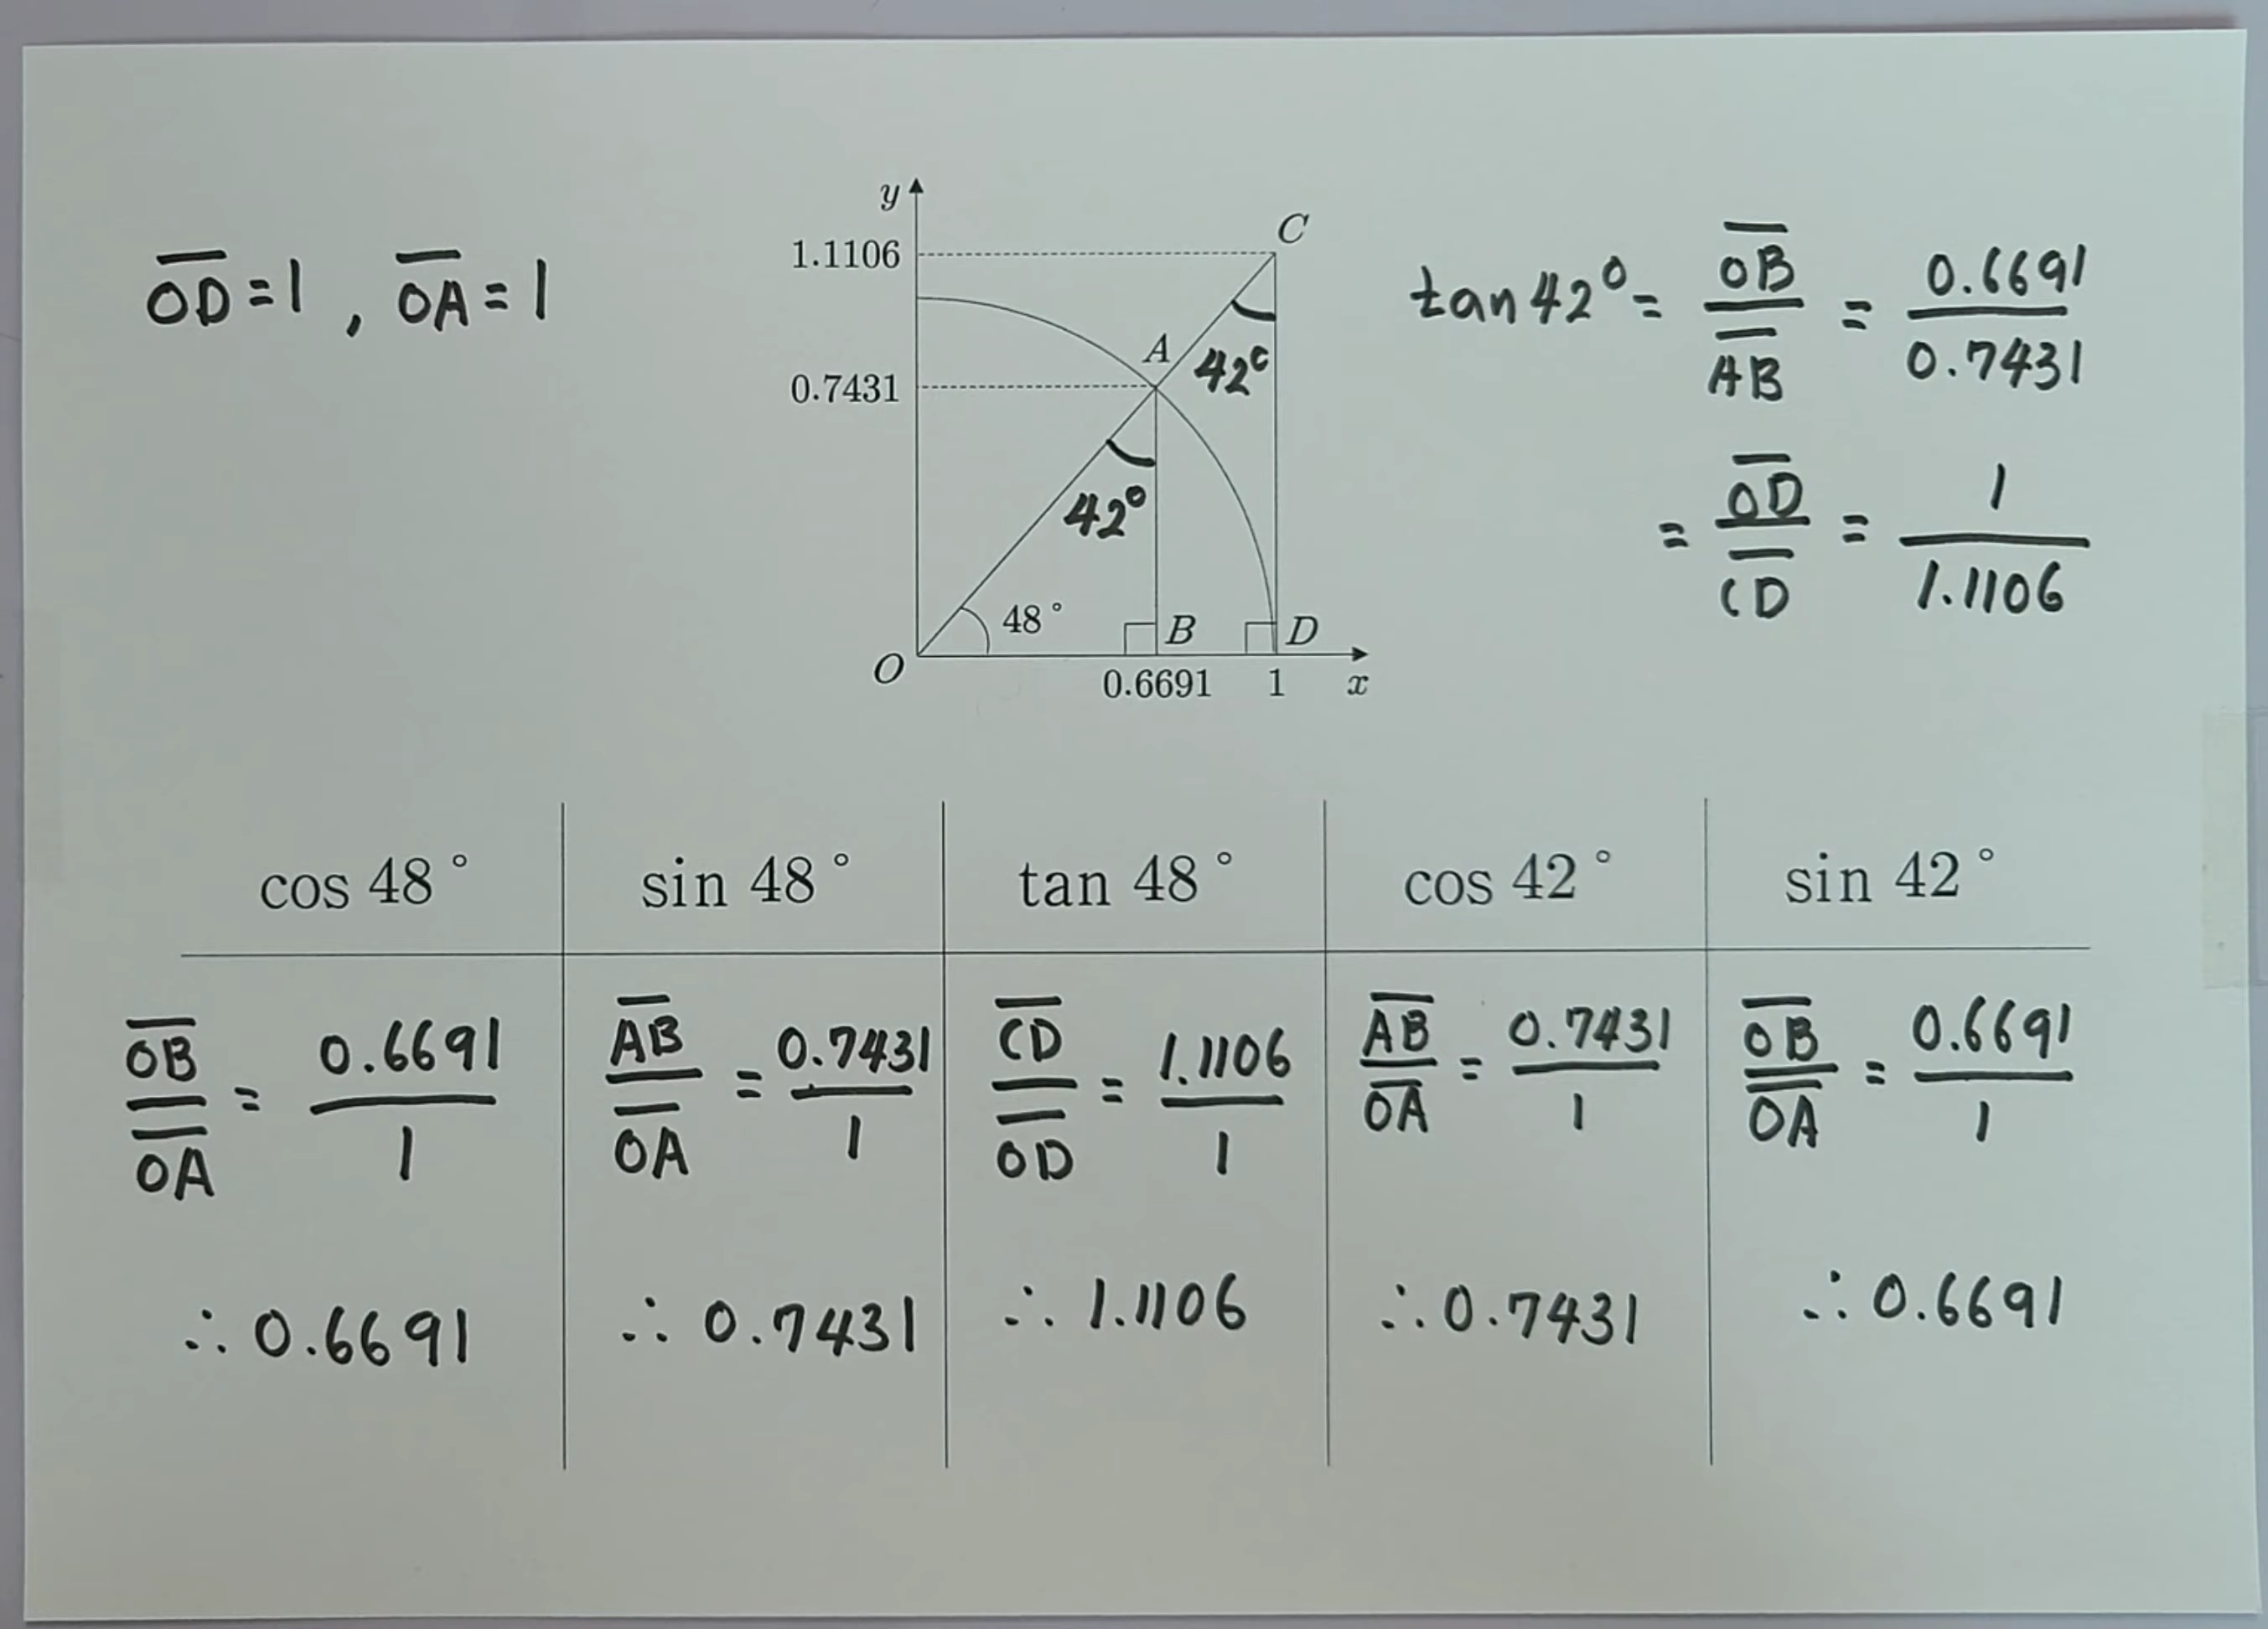 y
C
1.1106
OD = 1 , OA = 1
tan 42° = OB/AB = 0.6691/0.7431
A
42°
0.7431
42°
= OD/CD = 1/1.1106
48°
B
D
O
0.6691
1
x
cos 48° sin 48° tan 48° cos 42° sin 42°
OB/OA = 0.6691/1 AB/OA = 0.7431/1 CD/OD = 1.1106/1 AB/OA = 0.7431/1 OB/OA = 0.6691/1
∴ 0.6691 ∴ 0.7431 ∴ 1.1106 ∴ 0.7431 ∴ 0.6691